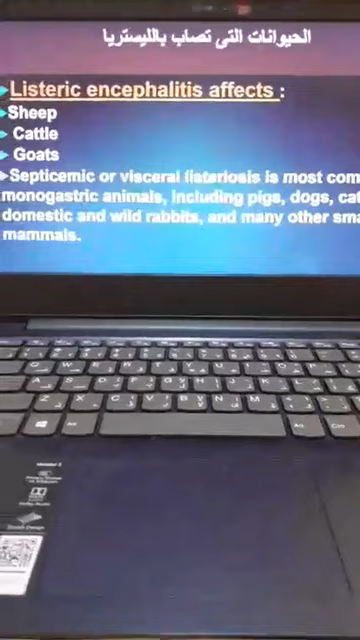 الحيوانات التى تصاب بالليستريا
Listeric encephalitis affects :
Sheep
Cattle
Goats
Septicemic or visceral listeriosis is most com
monogastric animals, including pigs, dogs, cat
domestic and wild rabbits, and many other sma
mammals.